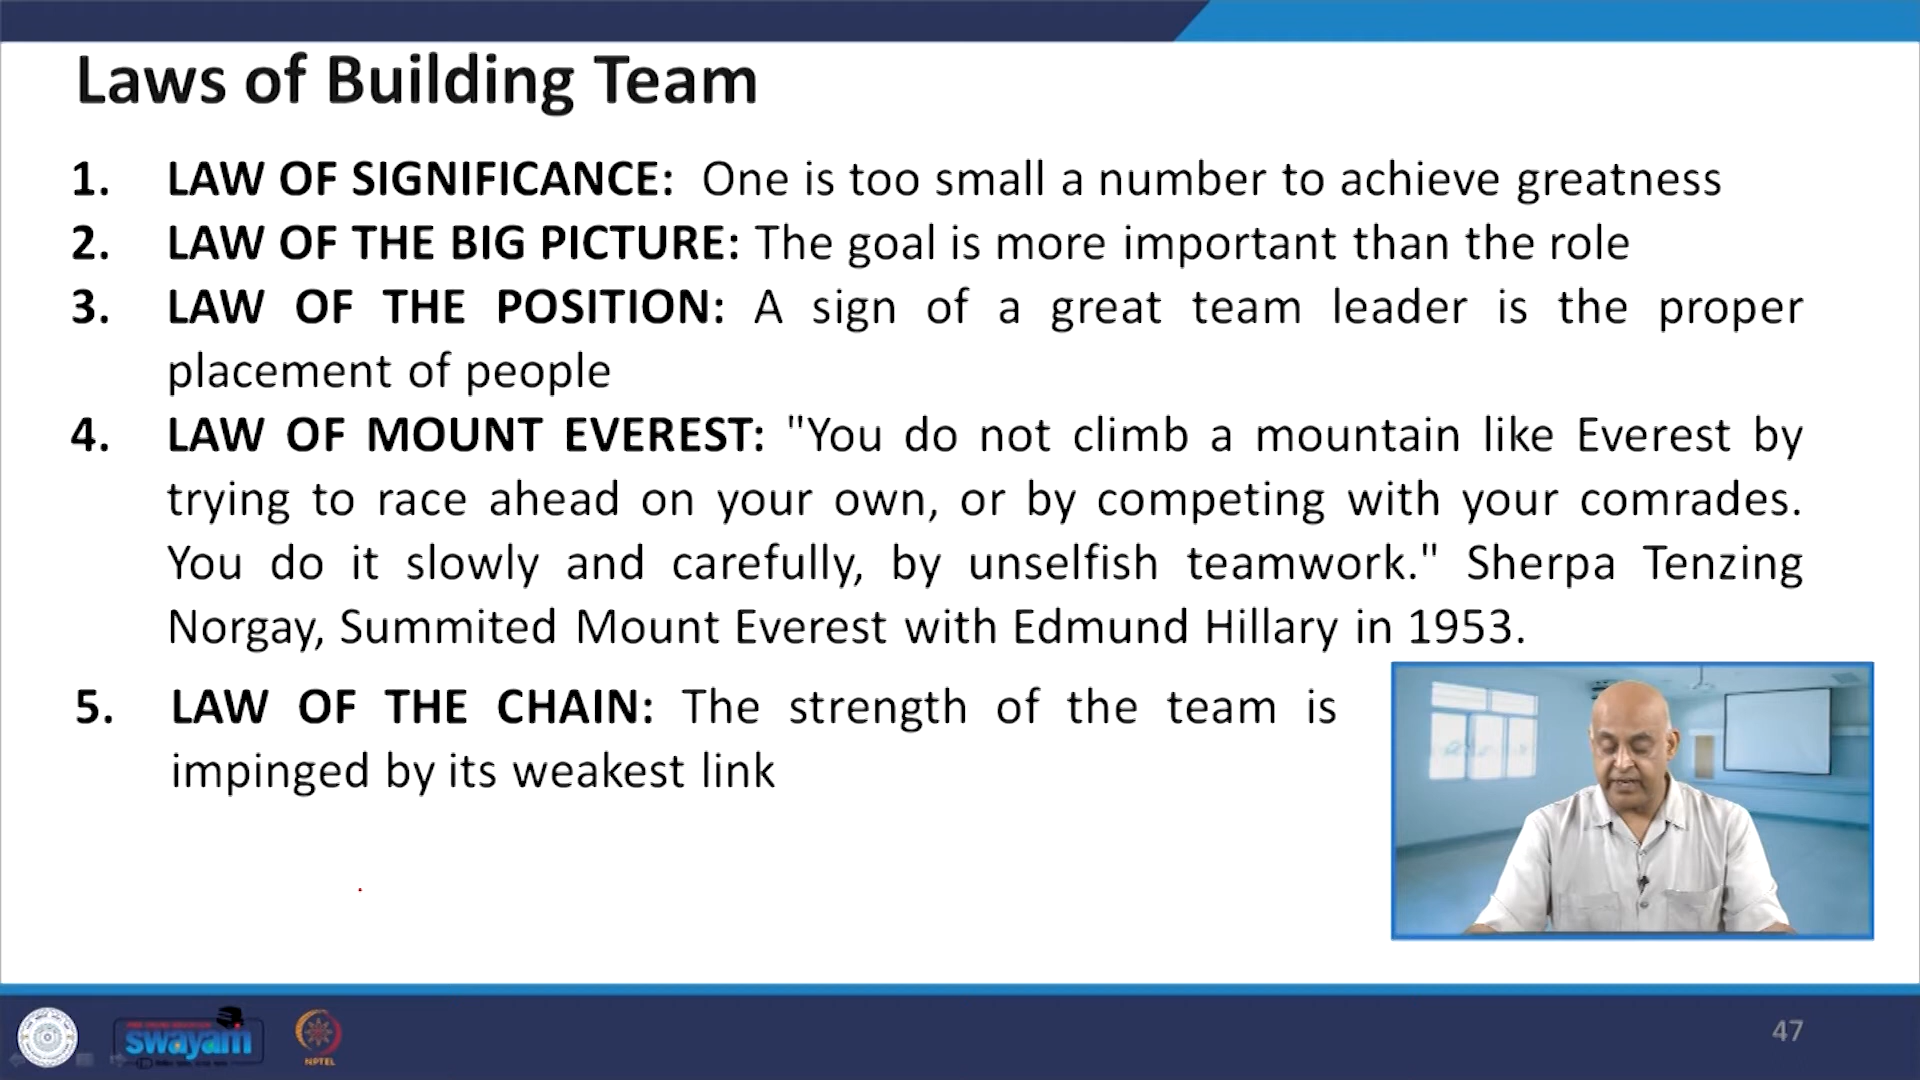 Laws of Building Team
1. LAW OF SIGNIFICANCE: One is too small a number to achieve greatness
2. LAW OF THE BIG PICTURE: The goal is more important than the role
3. LAW OF THE POSITION: A sign of a great team leader is the proper
placement of people
4. LAW OF MOUNT EVEREST: "You do not climb a mountain like Everest by
trying to race ahead on your own, or by competing with your comrades.
You do it slowly and carefully, by unselfish teamwork." Sherpa Tenzing
Norgay, Summited Mount Everest with Edmund Hillary in 1953.
5. LAW OF THE CHAIN: The strength of the team is
impinged by its weakest link
swayam
NPTEL
47